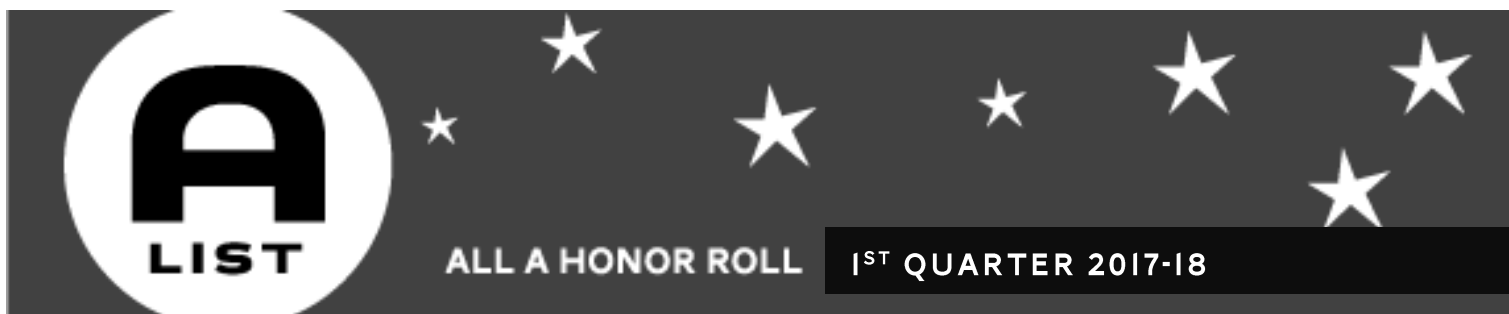 A
LIST
ALL A HONOR ROLL
1ST QUARTER 2017-18